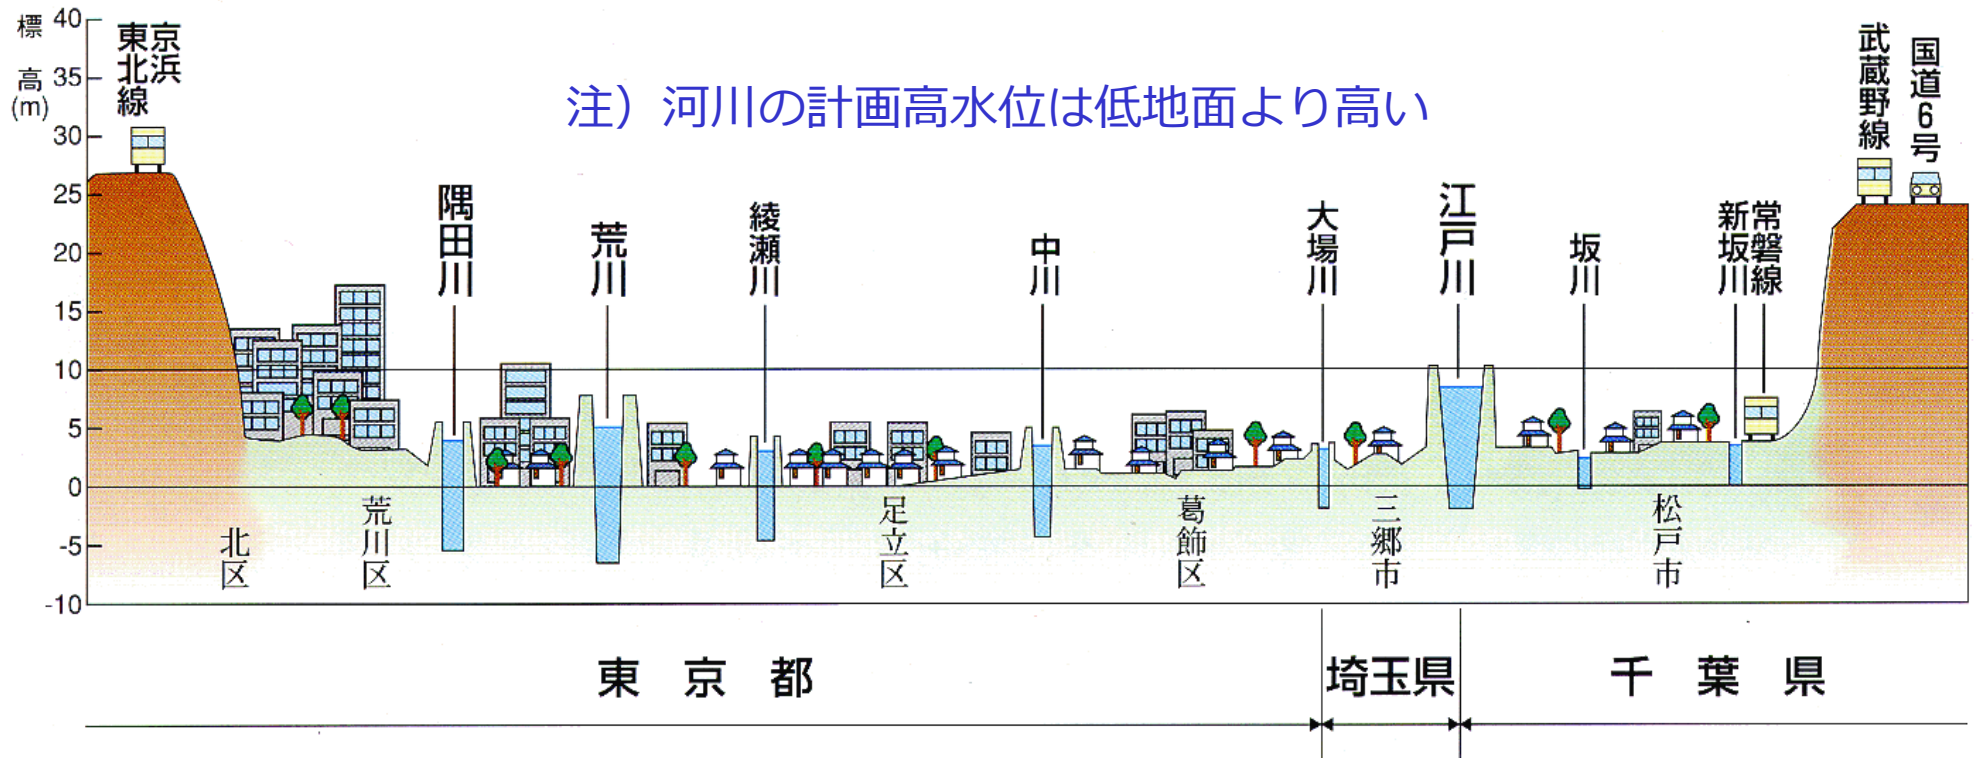 標高(m)
40
35
30
25
20
15
10
5
0
-5
-10
注）河川の計画高水位は低地面より高い
京浜東北線
隅田川
荒川
綾瀬川
中川
大場川
江戸川
坂川
新坂川
常磐線
武蔵野線
国道6号
北区
荒川区
足立区
葛飾区
三郷市
松戸市
東京都
埼玉県
千葉県